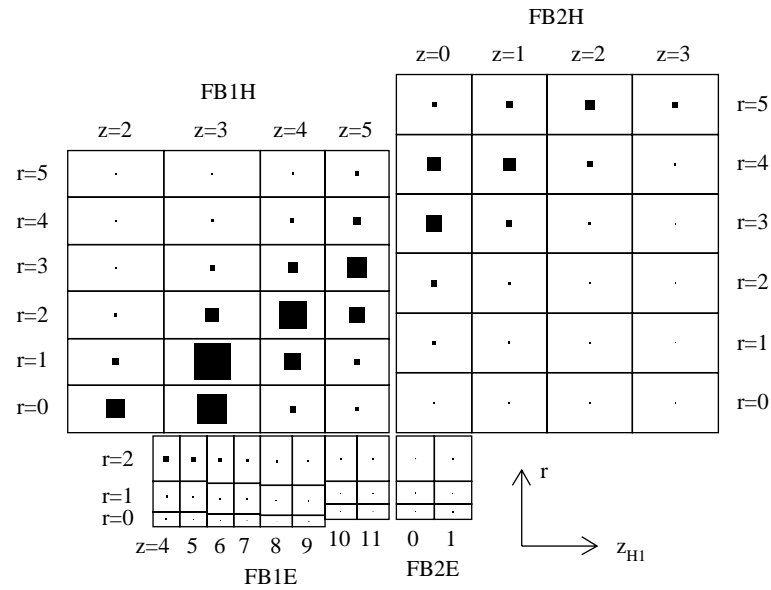 FB2H
z=0 z=1 z=2 z=3
FB1H
z=2 z=3 z=4 z=5
r=5
r=4
r=3
r=2
r=1
r=0
r=5
r=4
r=3
r=2
r=1
r=0
r=2
r=1
r=0
z=4 5 6 7 8 9 10 11
FB1E
0 1
FB2E
r
z_H1